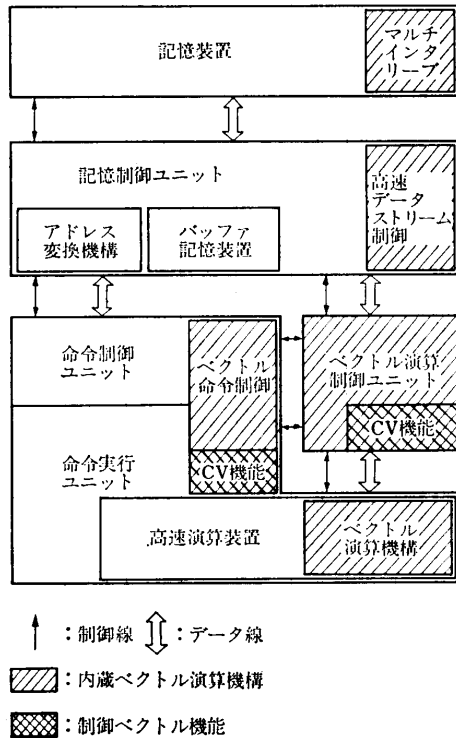 記憶装置
マルチ
インタ
リーブ
記憶制御ユニット
アドレス
変換機構
バッファ
記憶装置
高速
データ
ストリーム
制御
命令制御
ユニット
ベクトル
命令制御
CV機能
ベクトル演算
制御ユニット
CV機能
命令実行
ユニット
高速演算装置
ベクトル
演算機構
:制御線
:データ線
:内蔵ベクトル演算機構
:制御ベクトル機能